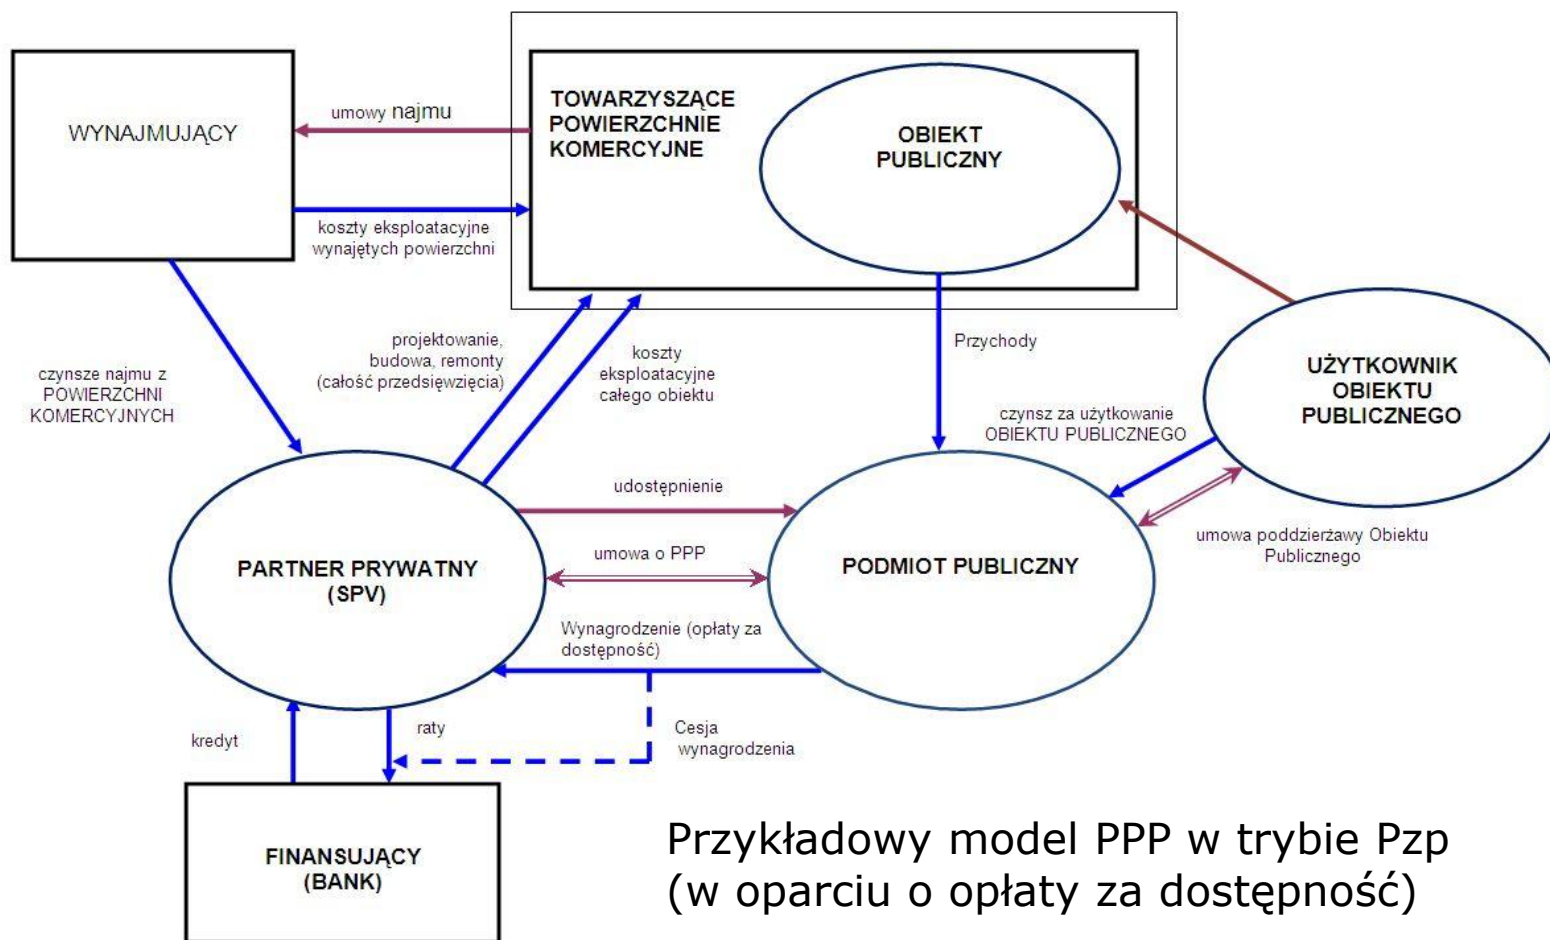 WYNAJMUJĄCY
umowy najmu
koszty eksploatacyjne
wynajętych powierzchni
TOWARZYSZĄCE
POWIERZCHNIE
KOMERCYJNE
OBIEKT
PUBLICZNY
czynsze najmu z
POWIERZCHNI
KOMERCYJNYCH
projektowanie,
budowa, remonty
(całość przedsięwzięcia)
koszty
eksploatacyjne
całego obiektu
Przychody
UŻYTKOWNIK
OBIEKTU
PUBLICZNEGO
czynsz za użytkowanie
OBIEKTU PUBLICZNEGO
umowa poddzierżawy Obiektu
Publicznego
udostępnienie
umowa o PPP
PARTNER PRYWATNY
(SPV)
PODMIOT PUBLICZNY
Wynagrodzenie (opłaty za
dostępność)
kredyt
raty
Cesja
wynagrodzenia
FINANSUJĄCY
(BANK)
Przykładowy model PPP w trybie Pzp
(w oparciu o opłaty za dostępność)